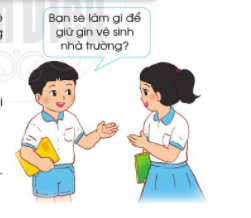 Bạn sẽ làm gì để
giữ gìn vệ sinh
nhà trường?